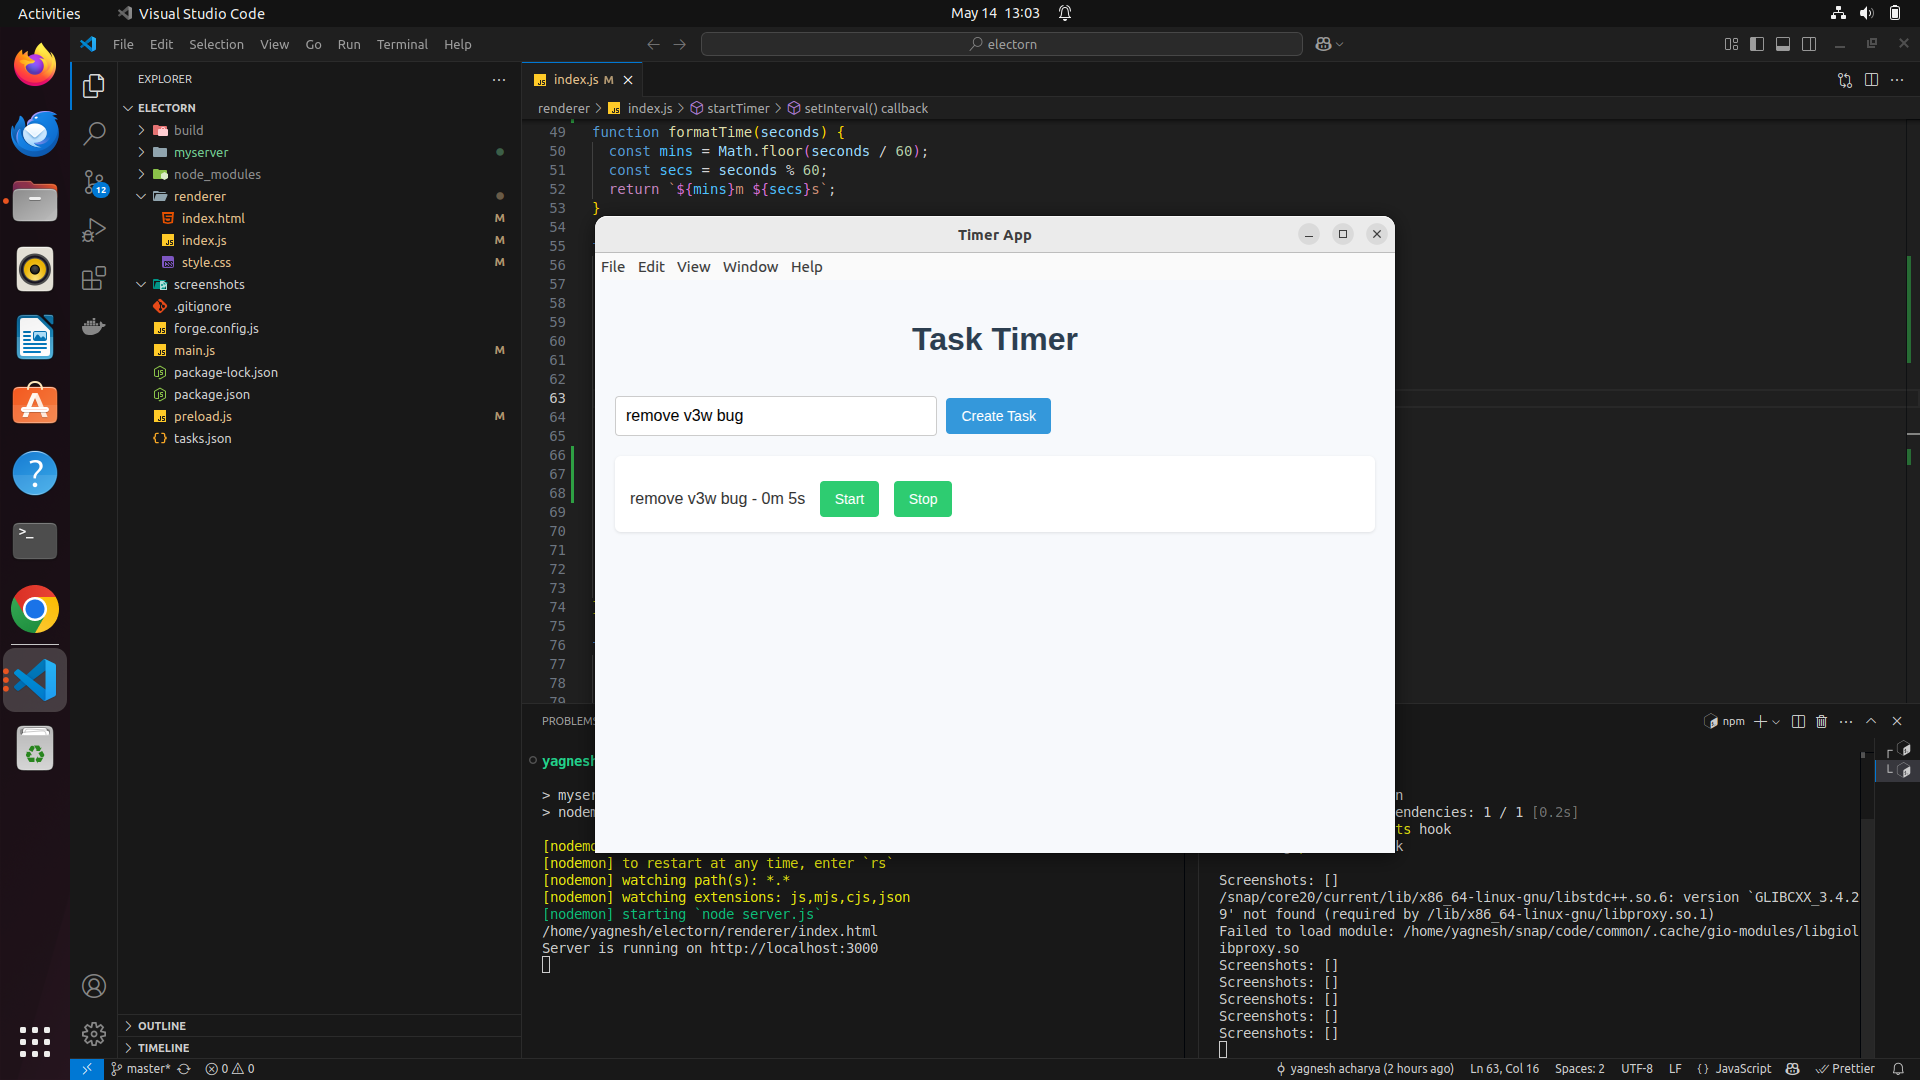 Activities
Visual Studio Code
May 14 13:03
File Edit Selection View Go Run Terminal Help
electorn
EXPLORER
index.js M
ELECTORN
renderer > index.js > startTimer > setInterval() callback
build
myserver
node_modules
renderer
index.html M
index.js M
style.css M
screenshots
.gitignore
forge.config.js
main.js M
package-lock.json
package.json
preload.js M
tasks.json
12
49 function formatTime(seconds) {
50 const mins = Math.floor(seconds / 60);
51 const secs = seconds % 60;
52 return `${mins}m ${secs}s`;
53 }
54
55
56
57
58
59
60
61
62
63
64
65
66
67
68
69
70
71
72
73
74
75
76
77
78
79
Timer App
File Edit View Window Help
Task Timer
remove v3w bug
Create Task
remove v3w bug - 0m 5s
Start
Stop
PROBLEMS
npm
yagnesh
> myser
> nodem
[nodemo
[nodemon] to restart at any time, enter `rs`
[nodemon] watching path(s): *.*
[nodemon] watching extensions: js,mjs,cjs,json
[nodemon] starting `node server.js`
/home/yagnesh/electorn/renderer/index.html
Server is running on http://localhost:3000
n
endencies: 1 / 1 [0.2s]
ts hook
k
Screenshots: []
/snap/core20/current/lib/x86_64-linux-gnu/libstdc++.so.6: version `GLIBCXX_3.4.2
9' not found (required by /lib/x86_64-linux-gnu/libproxy.so.1)
Failed to load module: /home/yagnesh/snap/code/common/.cache/gio-modules/libgiol
ibproxy.so
Screenshots: []
Screenshots: []
Screenshots: []
Screenshots: []
Screenshots: []
OUTLINE
TIMELINE
master* 0 0
yagnesh acharya (2 hours ago) Ln 63, Col 16 Spaces: 2 UTF-8 LF {} JavaScript Prettier